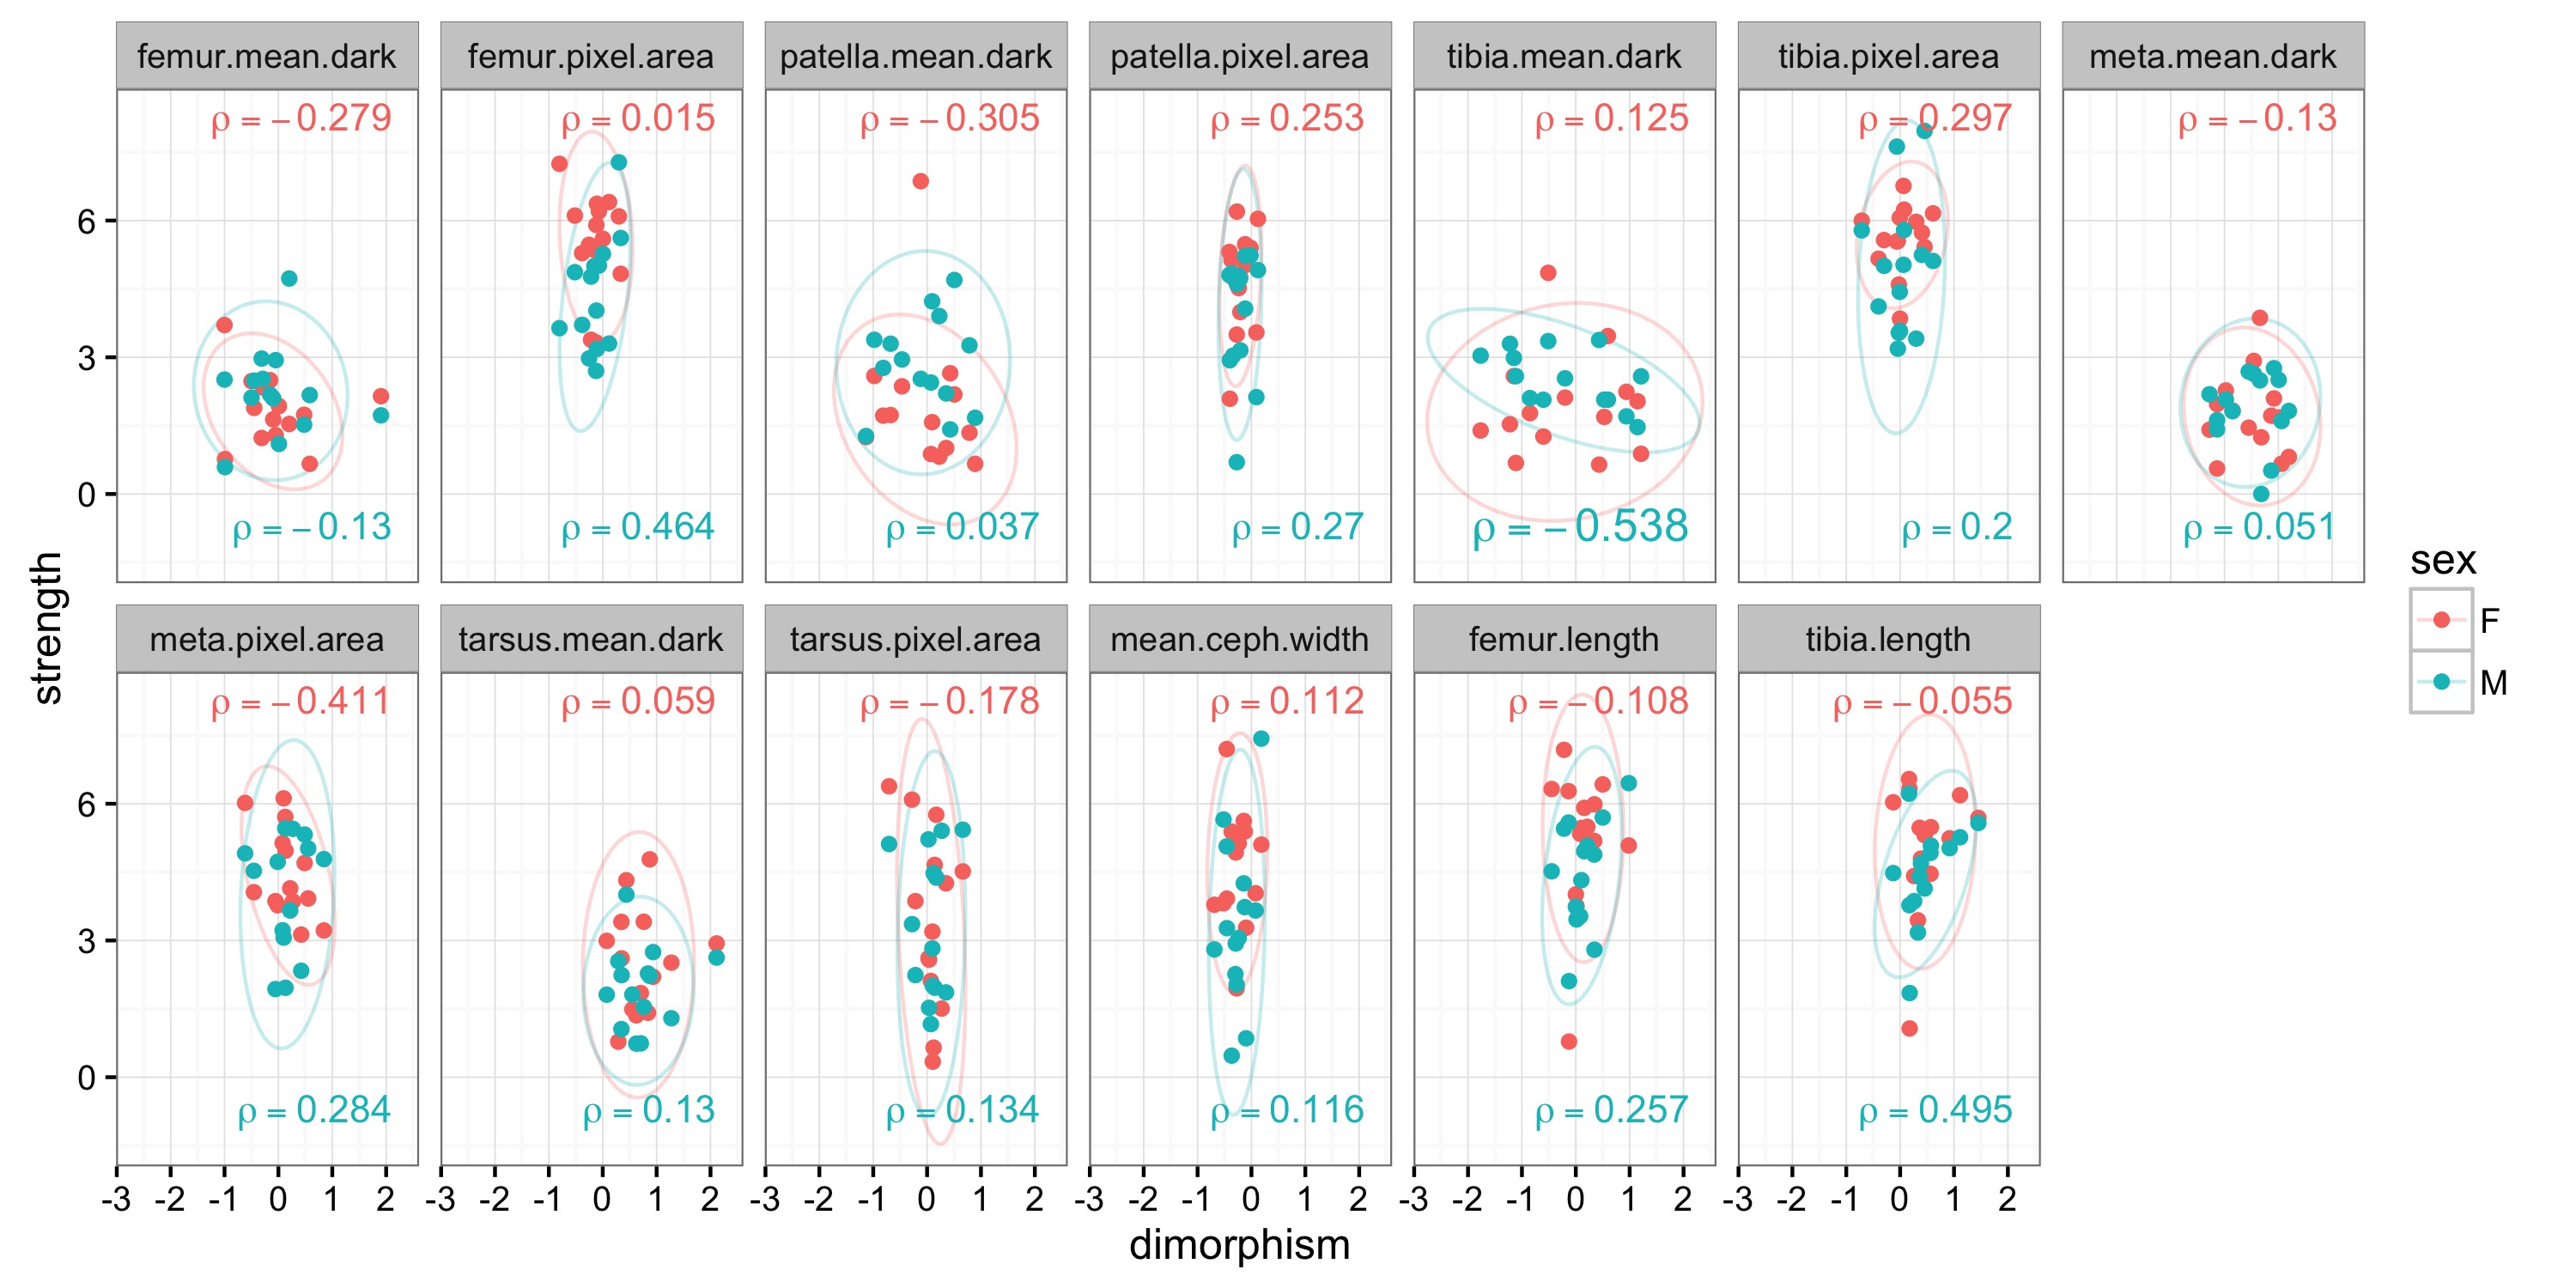 femur.mean.dark femur.pixel.area patella.mean.dark patella.pixel.area tibia.mean.dark tibia.pixel.area meta.mean.dark
ρ = − 0.279 ρ = 0.015 ρ = − 0.305 ρ = 0.253 ρ = 0.125 ρ = 0.297 ρ = − 0.13
6
3
0
ρ = − 0.13 ρ = 0.464 ρ = 0.037 ρ = 0.27 ρ = − 0.538 ρ = 0.2 ρ = 0.051
strength
sex
F
M
meta.pixel.area tarsus.mean.dark tarsus.pixel.area mean.ceph.width femur.length tibia.length
ρ = − 0.411 ρ = 0.059 ρ = − 0.178 ρ = 0.112 ρ = − 0.108 ρ = − 0.055
6
3
0
ρ = 0.284 ρ = 0.13 ρ = 0.134 ρ = 0.116 ρ = 0.257 ρ = 0.495
-3 -2 -1 0 1 2 -3 -2 -1 0 1 2 -3 -2 -1 0 1 2 -3 -2 -1 0 1 2 -3 -2 -1 0 1 2 -3 -2 -1 0 1 2
dimorphism